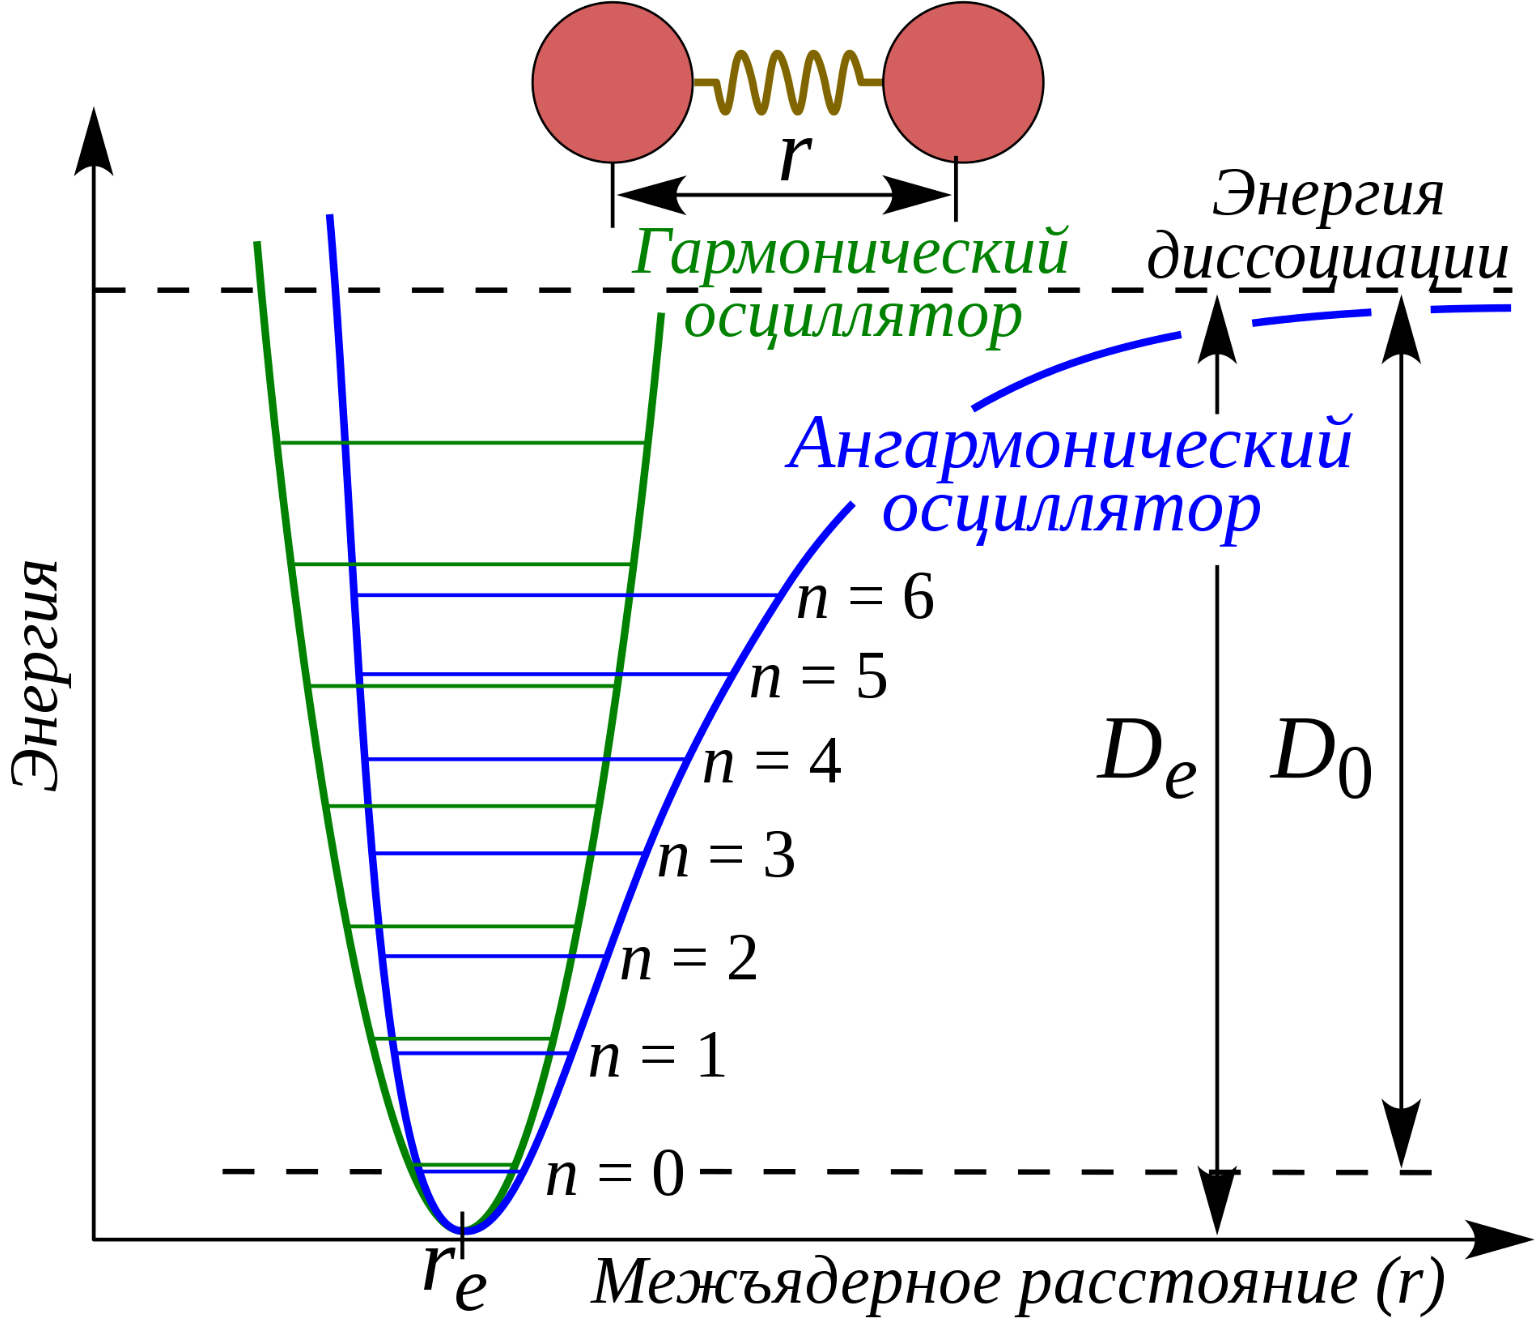 r
Энергия
диссоциации
Гармонический
осциллятор
Ангармонический
осциллятор
n = 6
n = 5
n = 4
n = 3
n = 2
n = 1
n = 0
Dₑ
D₀
Энергия
rₑ
Межъядерное расстояние (r)